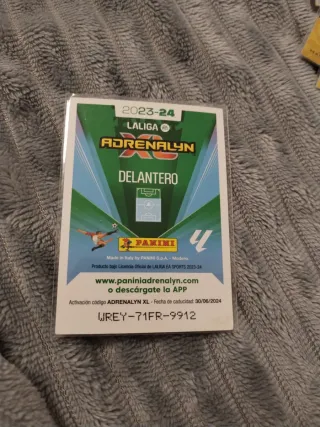 2023-24
LALIGA
ADRENALYN
XL
DELANTERO
PANINI
Made in Italy by PANINI S.p.A. - Modena
Producto bajo Licencia Oficial de LALIGA EA SPORTS 2023-24
www.paniniadrenalyn.com
o descárgate la APP
Activación código ADRENALYN XL - Fecha de caducidad: 30/06/2024
WREY-71FR-9912